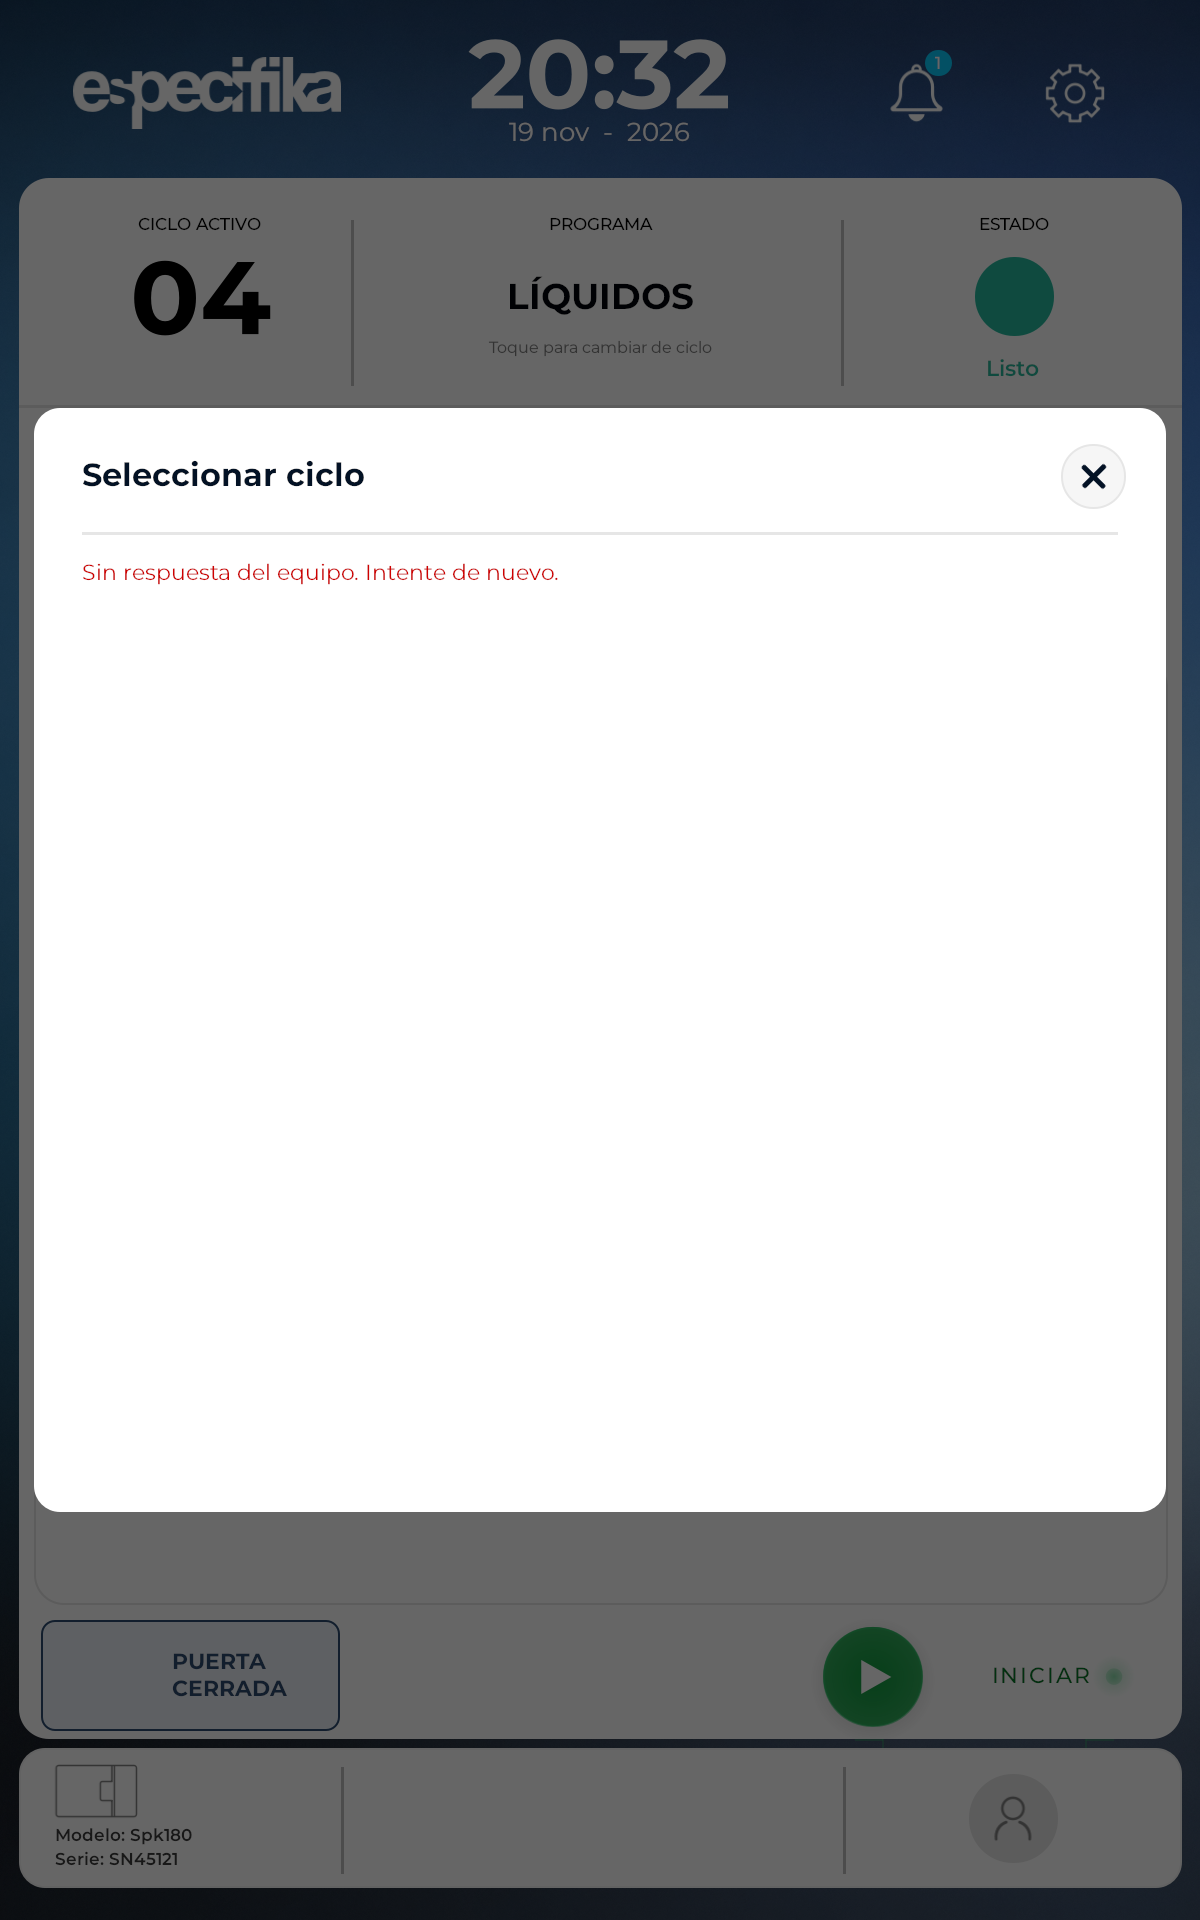 especifika
20:32
1
19 nov - 2026
CICLO ACTIVO
PROGRAMA
ESTADO
04
LÍQUIDOS
Toque para cambiar de ciclo
Listo
Seleccionar ciclo
Sin respuesta del equipo. Intente de nuevo.
PUERTA
CERRADA
INICIAR
Modelo: Spk180
Serie: SN45121